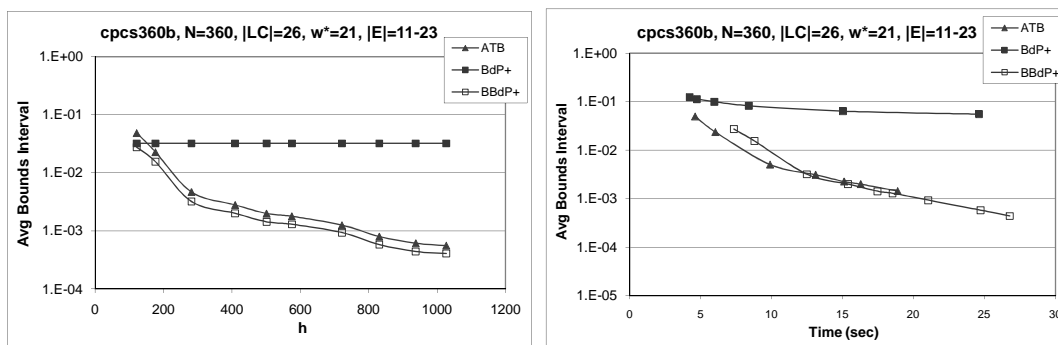 cpcs360b, N=360, |LC|=26, w*=21, |E|=11-23
ATB
BdP+
BBdP+
1.E+00
1.E-01
1.E-02
1.E-03
1.E-04
Avg Bounds Interval
0 200 400 600 800 1000 1200
h
cpcs360b, N=360, |LC|=26, w*=21, |E|=11-23
ATB
BdP+
BBdP+
1.E+00
1.E-01
1.E-02
1.E-03
1.E-04
1.E-05
Avg Bounds Interval
0 5 10 15 20 25 30
Time (sec)